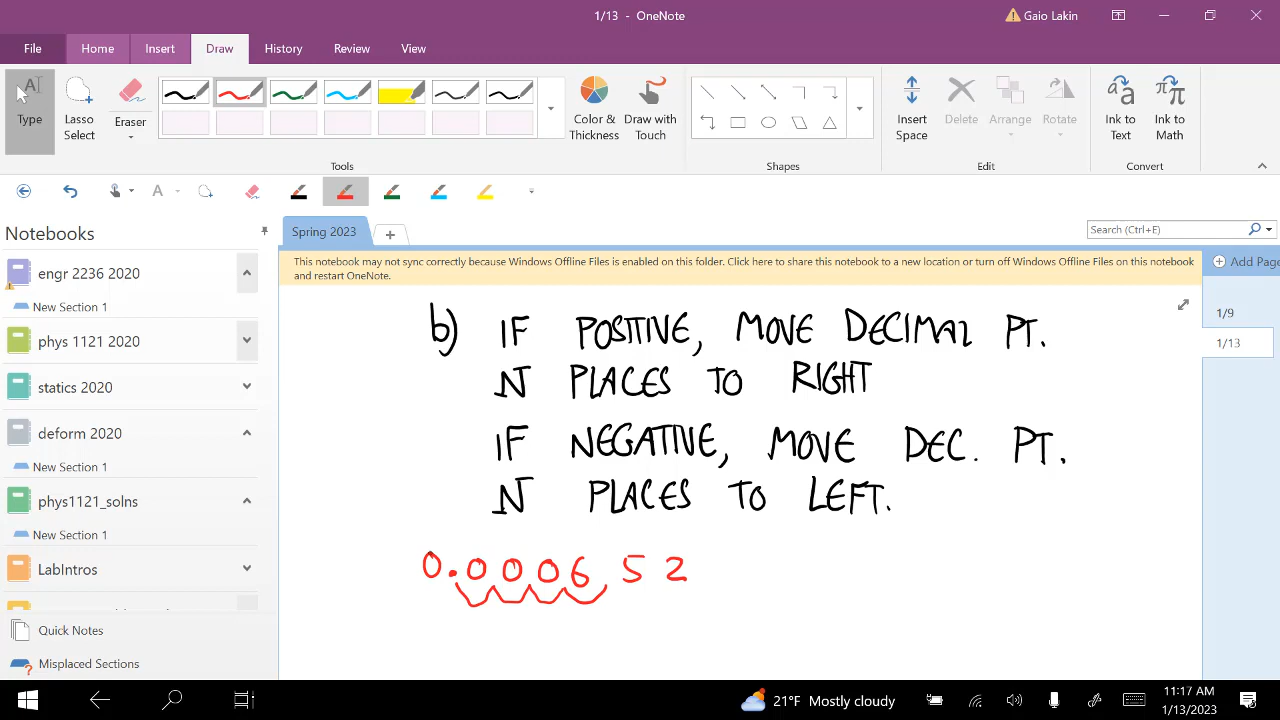 1/13 - OneNote
Gaio Lakin
File Home Insert Draw History Review View
Type
Lasso Select
Eraser
Color & Thickness
Draw with Touch
Insert Space
Delete
Arrange
Rotate
Ink to Text
Ink to Math
Tools
Shapes
Edit
Convert
Notebooks
Spring 2023
Search (Ctrl+E)
This notebook may not sync correctly because Windows Offline Files is enabled on this folder. Click here to share this notebook to a new location or turn off Windows Offline Files on this notebook
and restart OneNote.
Add Page
1/9
1/13
engr 2236 2020
New Section 1
phys 1121 2020
statics 2020
deform 2020
New Section 1
phys1121_solns
New Section 1
LabIntros
Quick Notes
Misplaced Sections
b) IF POSTIVE, MOVE DECIMAL PT.
N PLACES TO RIGHT
IF NEGATIVE, MOVE DEC. PT.
N PLACES TO LEFT.
0.0006,52
21°F Mostly cloudy
11:17 AM
1/13/2023